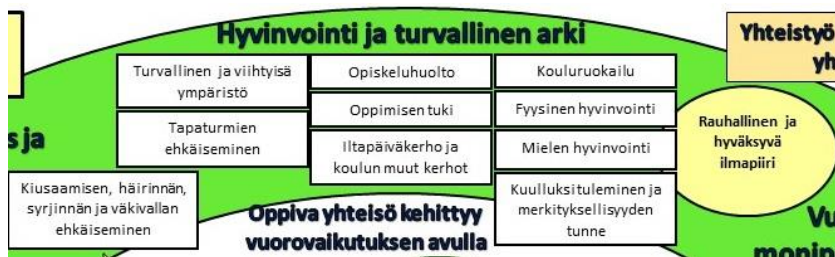 Hyvinvointi ja turvallinen arki
Yhteistyö
yh
Turvallinen ja viihtyisä
ympäristö
Tapaturmien
ehkäiseminen
Kiusaamisen, häirinnän,
syrjinnän ja väkivallan
ehkäiseminen
Opiskeluhuolto
Oppimisen tuki
Iltapäiväkerho ja
koulun muut kerhot
Kouluruokailu
Fyysinen hyvinvointi
Mielen hyvinvointi
Kuulluksi tuleminen ja
merkityksellisyyden
tunne
Rauhallinen ja
hyväksyvä
ilmapiiri
s ja
Oppiva yhteisö kehittyy
vuorovaikutuksen avulla
Vu
monip